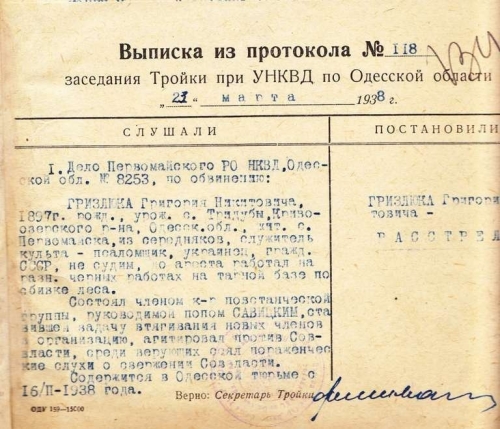 Выписка из протокола № 118
заседания Тройки при УНКВД по Одесской области
„21“ марта 1938 г.
СЛУШАЛИ
ПОСТАНОВИЛИ
I. Дело Первомайского РО НКВД, Одес-
ской обл. № 8253, по обвинению:
ГРИЗЛЮКА Григория Никитовича,
1897г. рожд., урож. с. Тридубы, Криво-
озерского р-на, Одесск.обл., жит. с.
Первомайска, из середняков, служитель
культа - псаломщик, украинец, гражд.
СССР, не судим, до ареста работал на
разн. черных работах на тарной базе по
сбивке леса.
Состоял членом к-р повстанческой
группы, руководимой попом САВИЦКИМ, ста
вившей задачу втягивания новых членов
в организацию, агитировал против Сов-
власти, среди верующих сеял пораженчес
кие слухи о свержении Соввласти.
Содержится в Одесской тюрьме с
16/II-1938 года.
ГРИЗЛЮКА Григори
товича -
РАССТРЕЛ
Верно: Секретарь Тройки
ОДУ 159—15000